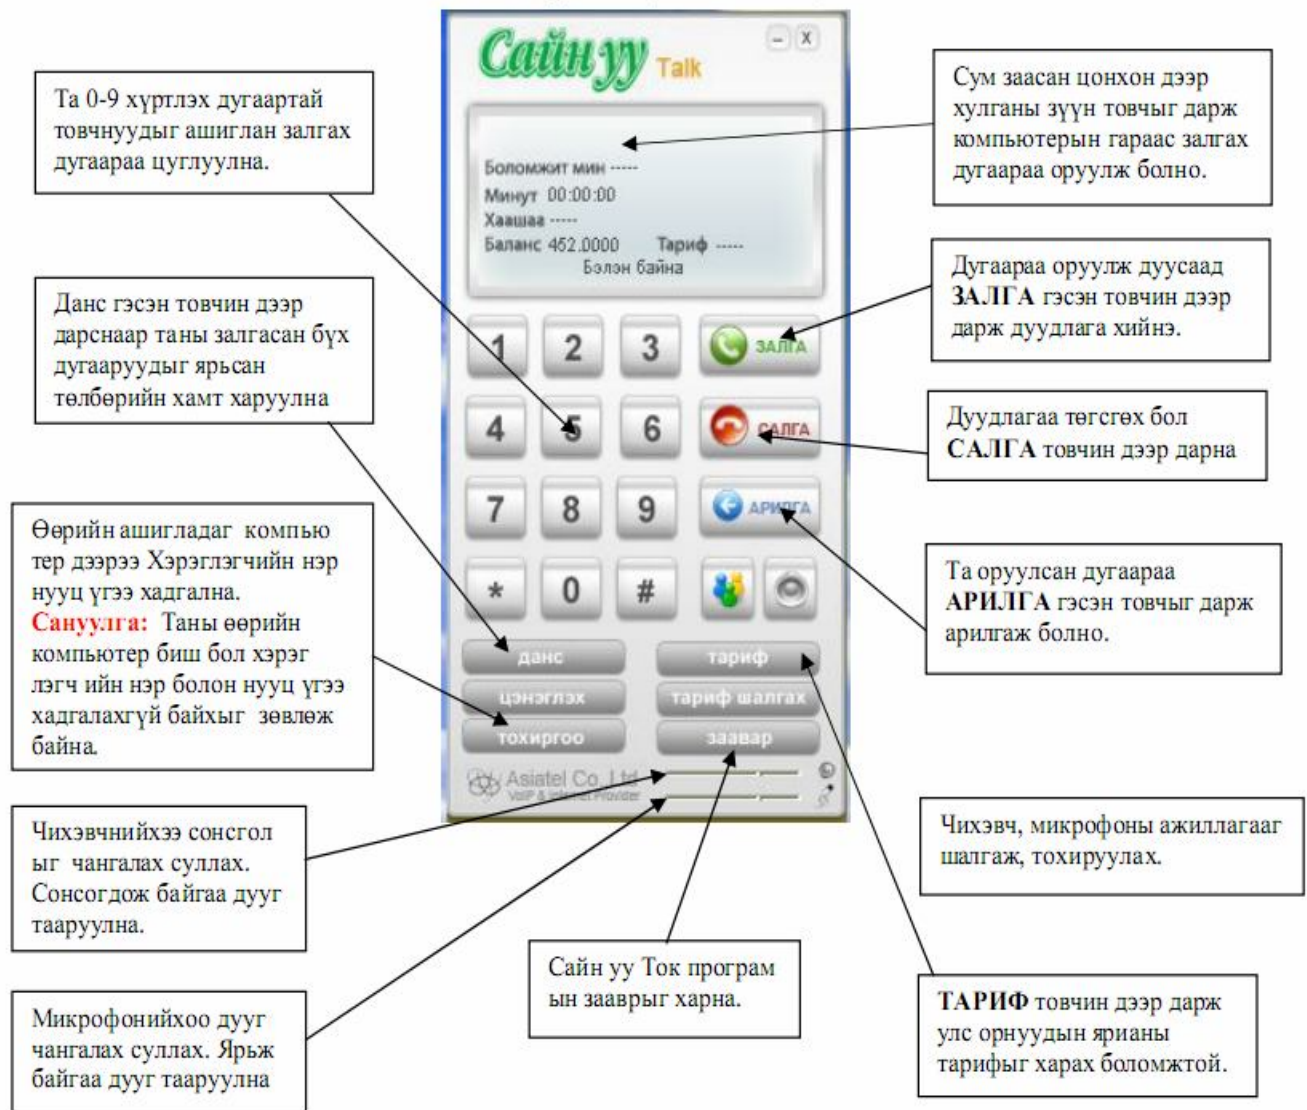 Сайн уу Talk
– X
Та 0-9 хүртлэх дугаартай
товчнуудыг ашиглан залгах
дугаараа цуглуулна.
Сум заасан цонхон дээр
хулганы зүүн товчыг дарж
компьютерын гараас залгах
дугаараа оруулж болно.
Боломжит мин -----
Минут 00:00:00
Хаашаа -----
Баланс 452.0000 Тариф -----
Бэлэн байна
Данс гэсэн товчин дээр
дарснаар таны залгасан бүх
дугааруудыг ярьсан
төлбөрийн хамт харуулна
Дугаараа оруулж дуусаад
ЗАЛГА гэсэн товчин дээр
дарж дуудлага хийнэ.
1 2 3 ЗАЛГА
4 5 6 САЛГА
7 8 9 АРИЛГА
* 0 #
Дуудлагаа төгсгөх бол
САЛГА товчин дээр дарна
Өөрийн ашигладаг компью
тер дээрээ Хэрэглэгчийн нэр
нууц үгээ хадгална.
Сануулга: Таны өөрийн
компьютер биш бол хэрэг
лэгч ийн нэр болон нууц үгээ
хадгалахгүй байхыг зөвлөж
байна.
Та оруулсан дугаараа
АРИЛГА гэсэн товчыг дарж
арилгаж болно.
данс тариф
цэнэглэх тариф шалгах
тохиргоо заавар
Asiatel Co., Ltd
VoIP & Internet Provider
Чихэвчнийхээ сонсгол
ыг чангалах суллах.
Сонсогдож байгаа дууг
тааруулна.
Чихэвч, микрофоны ажиллагааг
шалгаж, тохируулах.
Сайн уу Ток програм
ын зааврыг харна.
Микрофонийхоо дууг
чангалах суллах. Ярьж
байгаа дууг тааруулна
ТАРИФ товчин дээр дарж
улс орнуудын ярианы
тарифыг харах боломжтой.